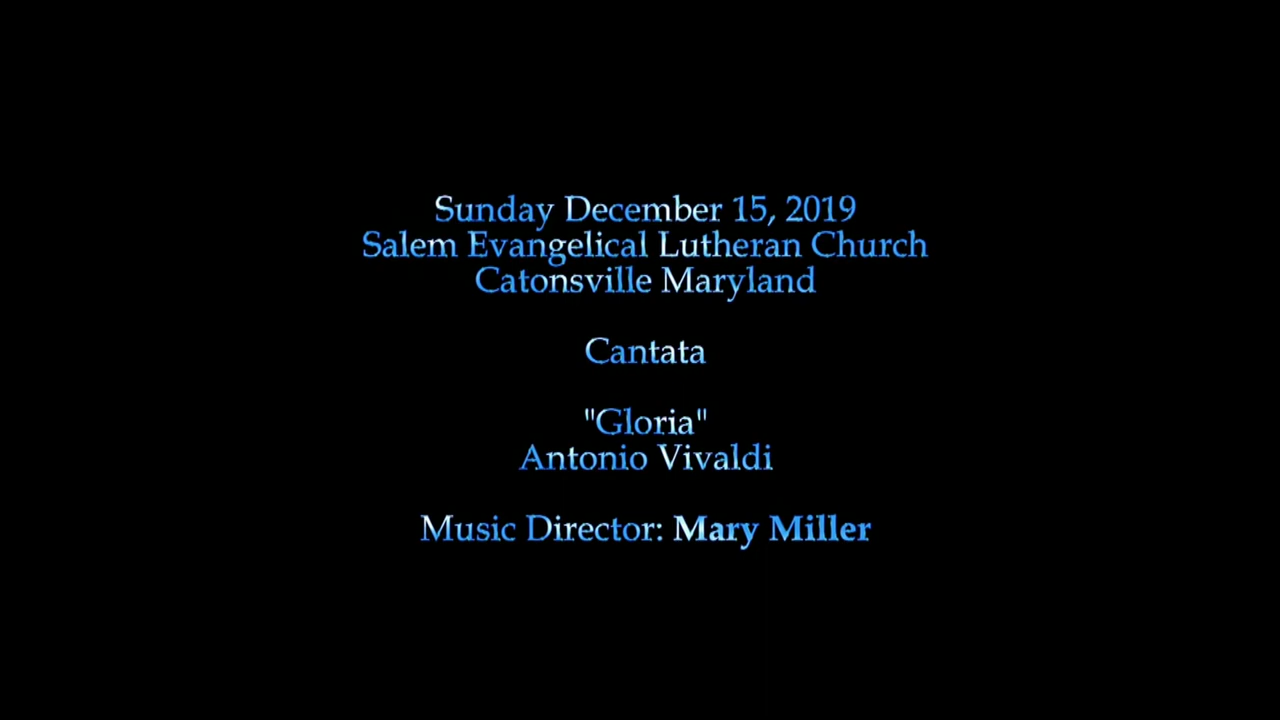 Sunday December 15, 2019
Salem Evangelical Lutheran Church
Catonsville Maryland
Cantata
"Gloria"
Antonio Vivaldi
Music Director: Mary Miller